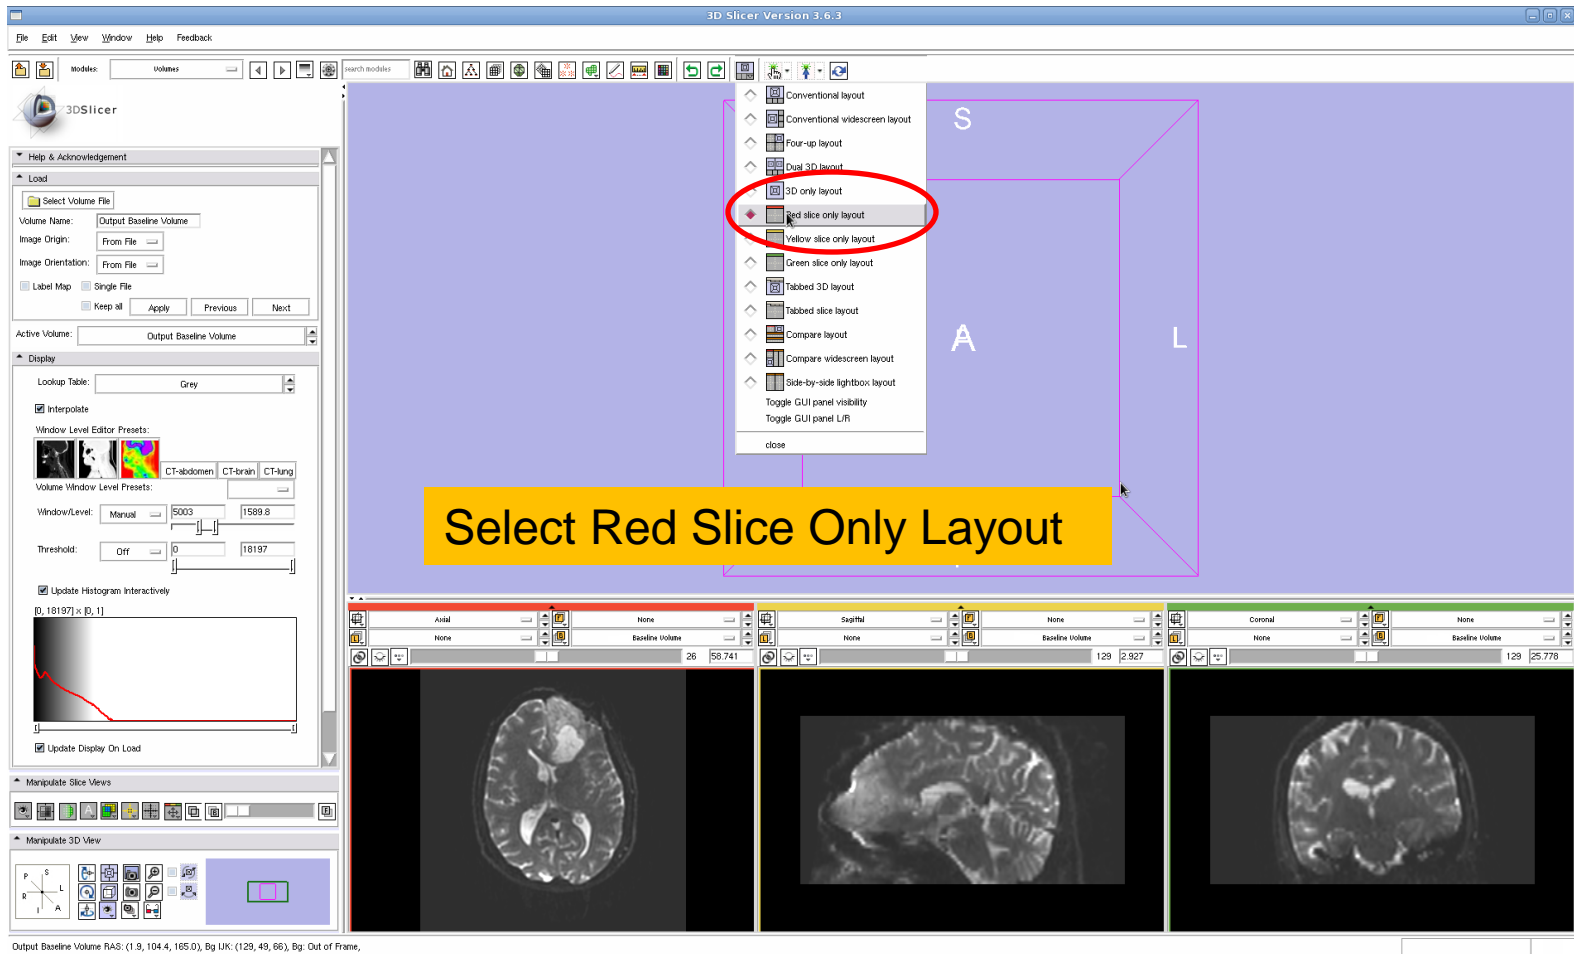 3D Slicer Version 3.6.3
File Edit View Window Help Feedback
Modules: Volumes search modules
3DSlicer
Help & Acknowledgement
Load
Select Volume File
Volume Name: Output Baseline Volume
Image Origin: From File
Image Orientation: From File
Label Map Single File
Keep all Apply Previous Next
Active Volume: Output Baseline Volume
Display
Lookup Table: Grey
Interpolate
Window Level Editor Presets:
CT-abdomen CT-brain CT-lung
Volume Window Level Presets:
Window/Level: Manual 5003 1589.8
Threshold: Off 0 18197
Update Histogram Interactively
[0, 18197] x [0, 1]
Update Display On Load
Manipulate Slice Views
Manipulate 3D View
P S L R I A
Conventional layout
Conventional widescreen layout
Four-up layout
Dual 3D layout
3D only layout
Red slice only layout
Yellow slice only layout
Green slice only layout
Tabbed 3D layout
Tabbed slice layout
Compare layout
Compare widescreen layout
Side-by-side lightbox layout
Toggle GUI panel visibility
Toggle GUI panel L/R
close
S
A
L
Select Red Slice Only Layout
Axial None
None Baseline Volume
26 58.741
Sagittal None
None Baseline Volume
129 2.927
Coronal None
None Baseline Volume
129 25.778
Output Baseline Volume RAS: (1.9, 104.4, 165.0), Bg IJK: (129, 49, 66), Bg: Out of Frame,